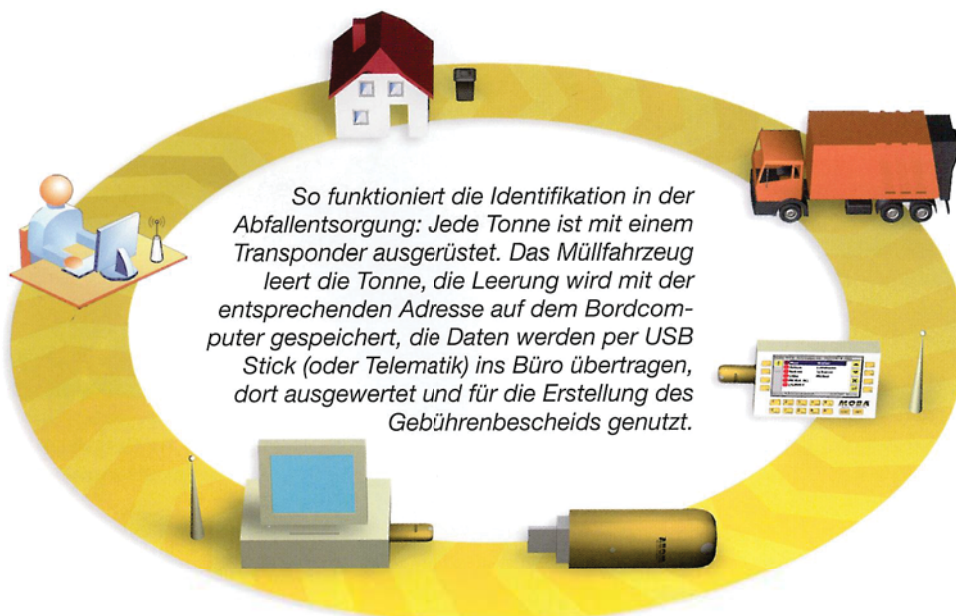 So funktioniert die Identifikation in der
Abfallentsorgung: Jede Tonne ist mit einem
Transponder ausgerüstet. Das Müllfahrzeug
leert die Tonne, die Leerung wird mit der
entsprechenden Adresse auf dem Bordcom-
puter gespeichert, die Daten werden per USB
Stick (oder Telematik) ins Büro übertragen,
dort ausgewertet und für die Erstellung des
Gebührenbescheids genutzt.
MOBA
MOBA